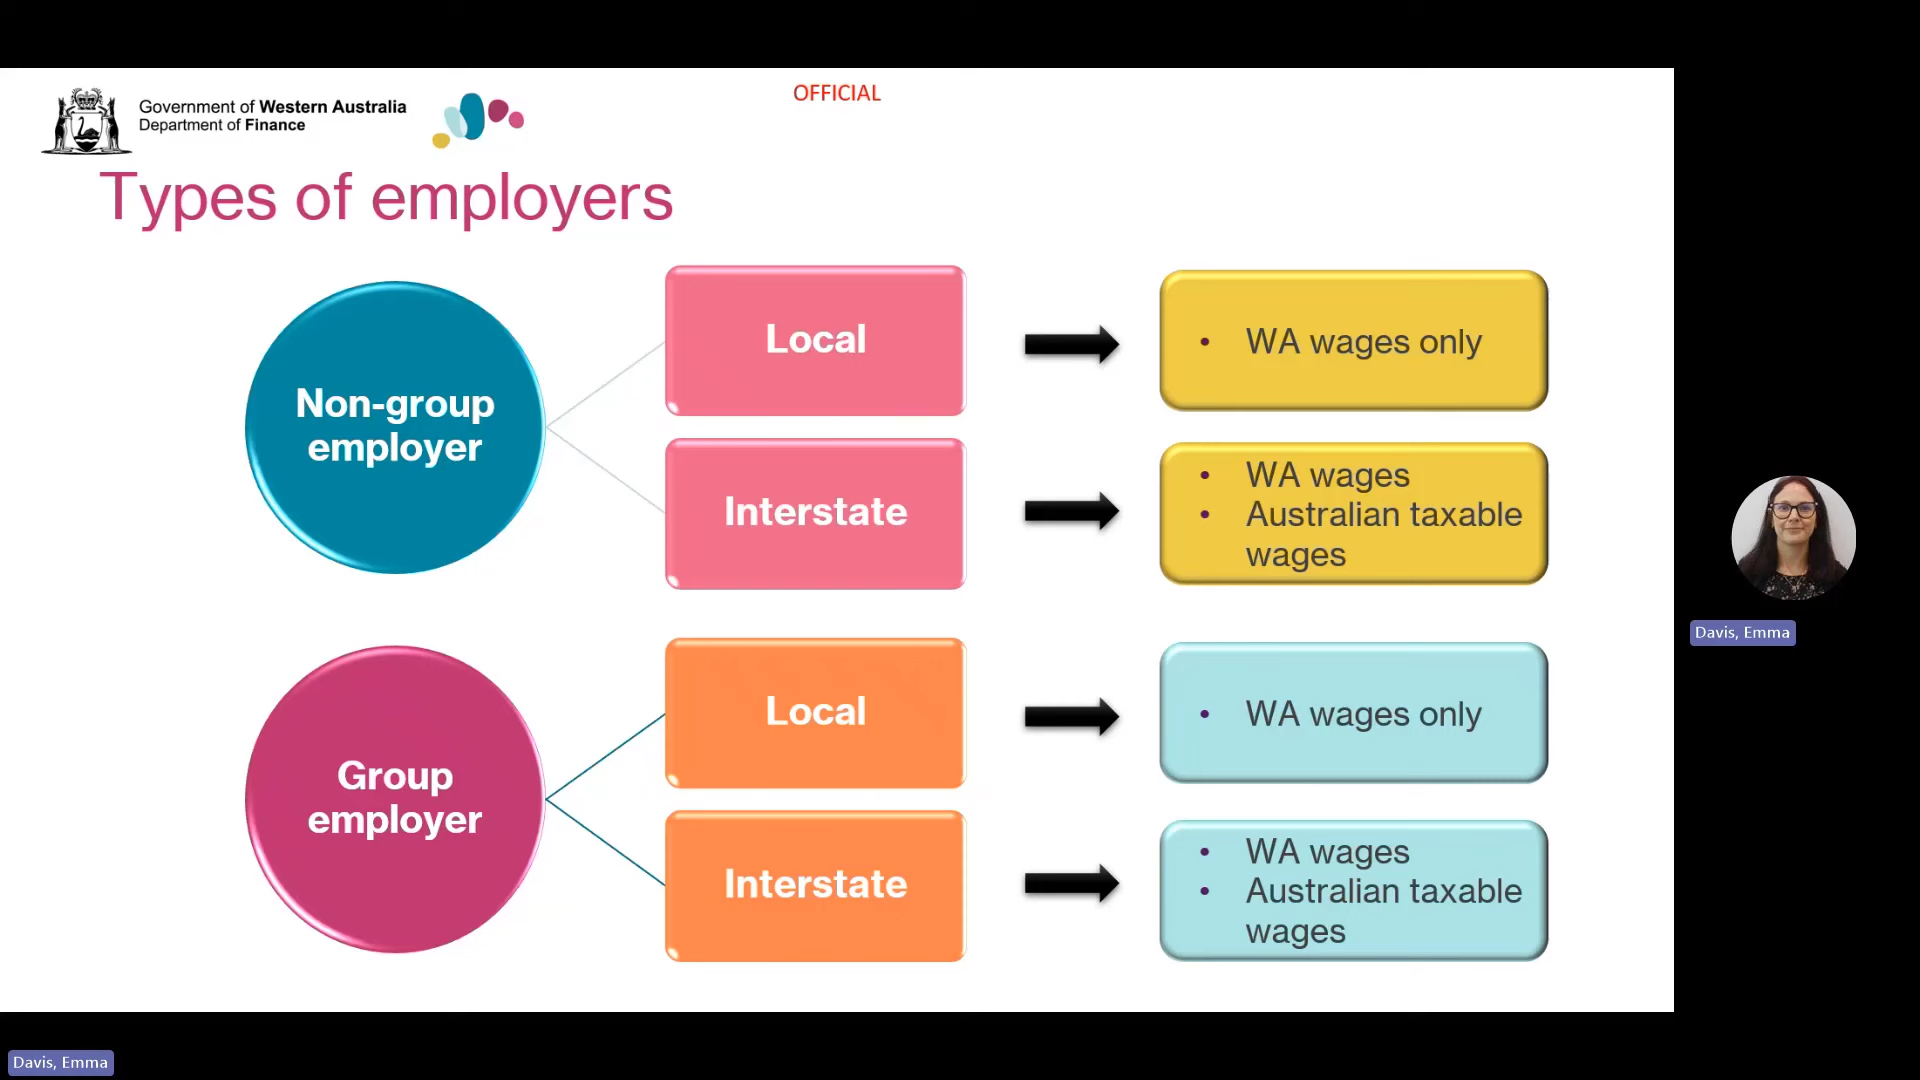 OFFICIAL
Government of Western Australia
Department of Finance
Types of employers
Non-group
employer
Local
• WA wages only
Interstate
• WA wages
• Australian taxable
wages
Group
employer
Local
• WA wages only
Interstate
• WA wages
• Australian taxable
wages
Davis, Emma
Davis, Emma